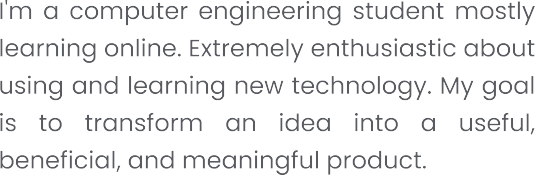 I'm a computer engineering student mostly
learning online. Extremely enthusiastic about
using and learning new technology. My goal
is to transform an idea into a useful,
beneficial, and meaningful product.